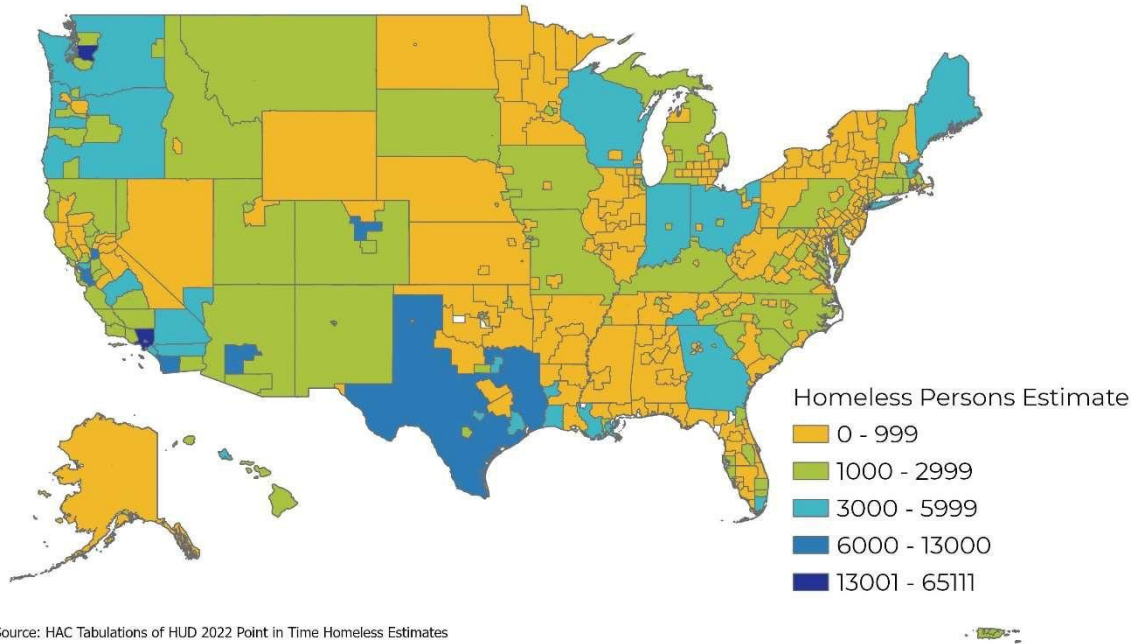 Homeless Persons Estimate
0 - 999
1000 - 2999
3000 - 5999
6000 - 13000
13001 - 65111
Source: HAC Tabulations of HUD 2022 Point in Time Homeless Estimates